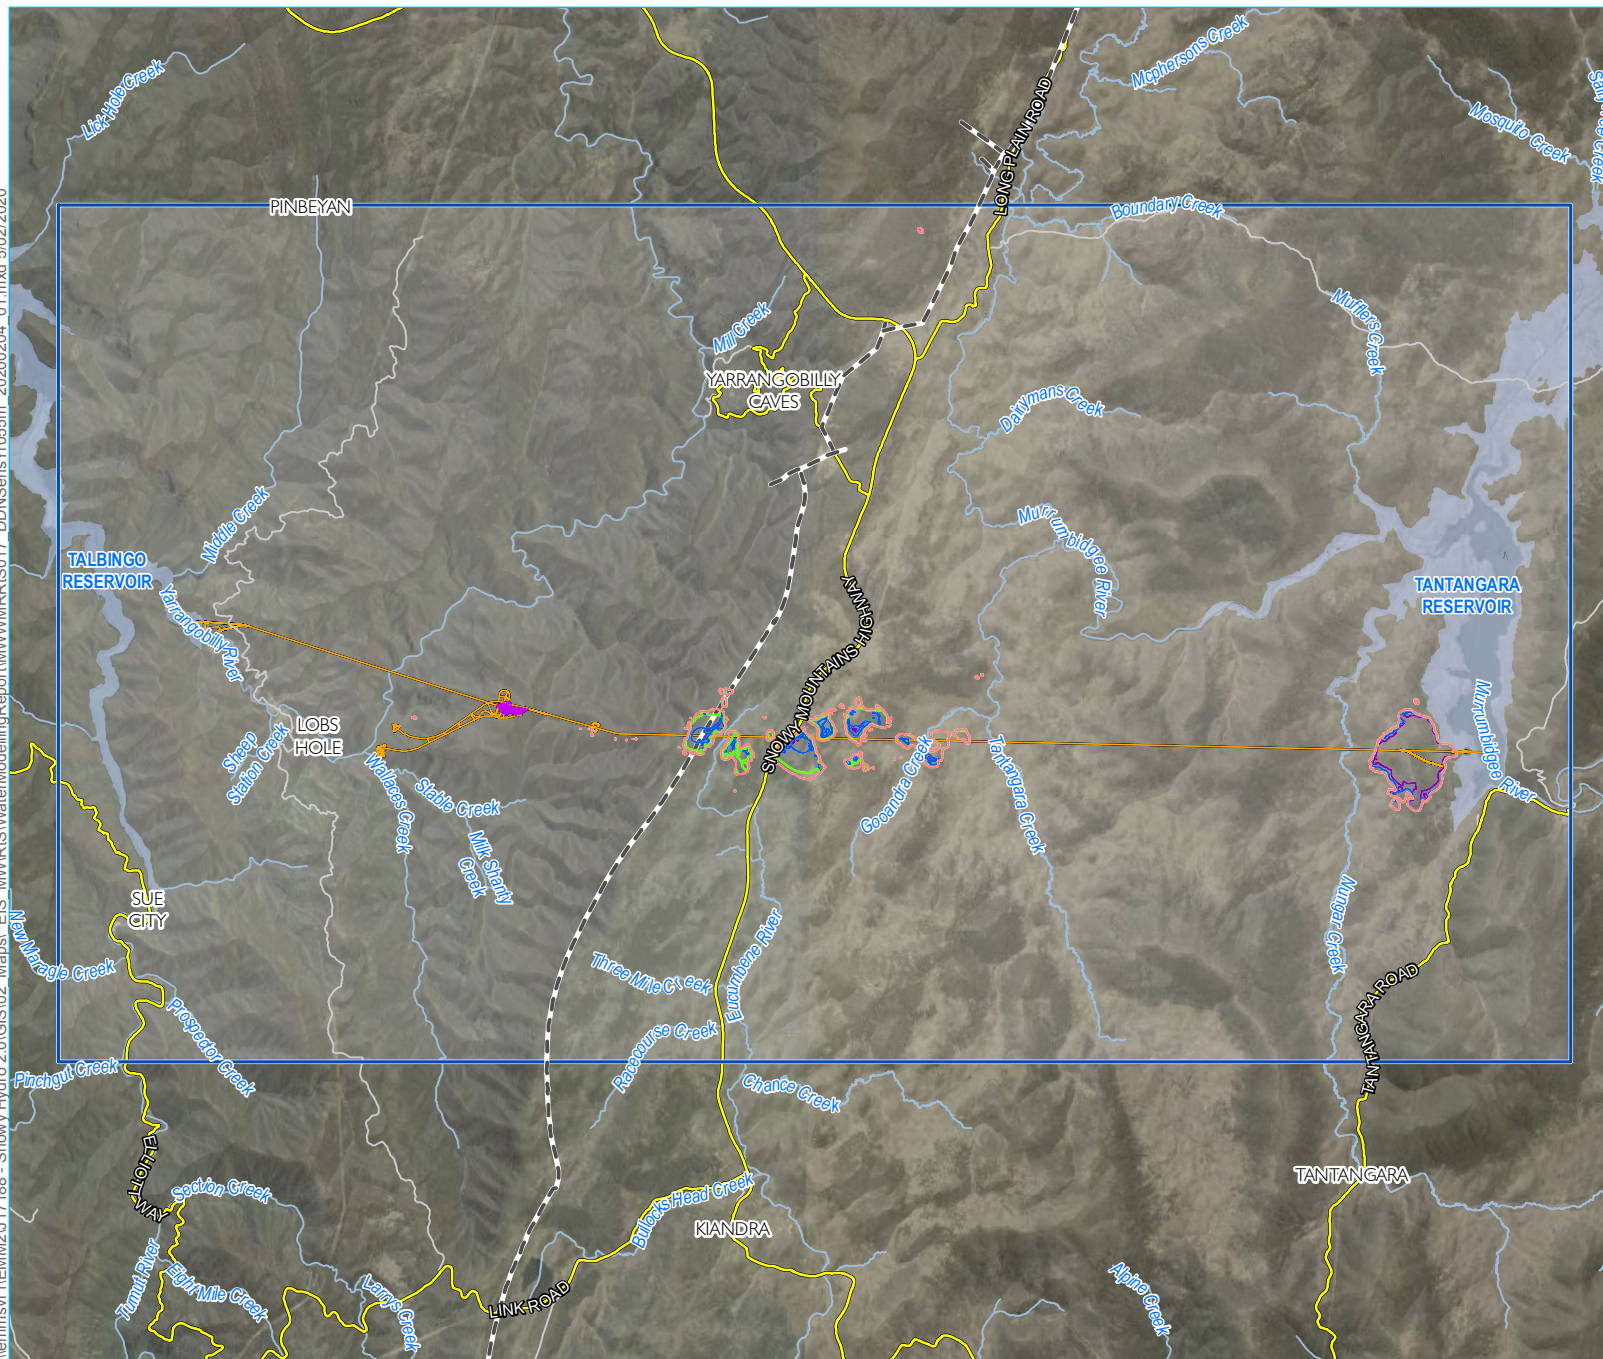 Mcphersons Creek
Lick Hole Creek
LONG PLAIN ROAD
Mosquito Creek
PINBEYAN
Boundary Creek
Mufflers Creek
Mill Creek
YARRANGOBILLY
CAVES
Dairymans Creek
Middle Creek
Murrumbidgee River
TALBINGO
RESERVOIR
TANTANGARA
RESERVOIR
Yarrangobilly River
SNOWY MOUNTAINS HIGHWAY
LOBS
HOLE
Sheep
Station Creek
Wallaces Creek
Stable Creek
Milk Shanty
Creek
Gooandra Creek
Tantangara Creek
Murrumbidgee River
SUE
CITY
Nungar Creek
New Maragle Creek
Three Mile Creek
Eucumbene River
TANTANGARA ROAD
Prospector Creek
Racecourse Creek
Pinchgut Creek
Chance Creek
ELLIOTT
WAY
Section Creek
TANTANGARA
Bullocks Head Creek
KIANDRA
Tumut River
Eight Mile Creek
Larrys Creek
LINK ROAD
Alpine Creek